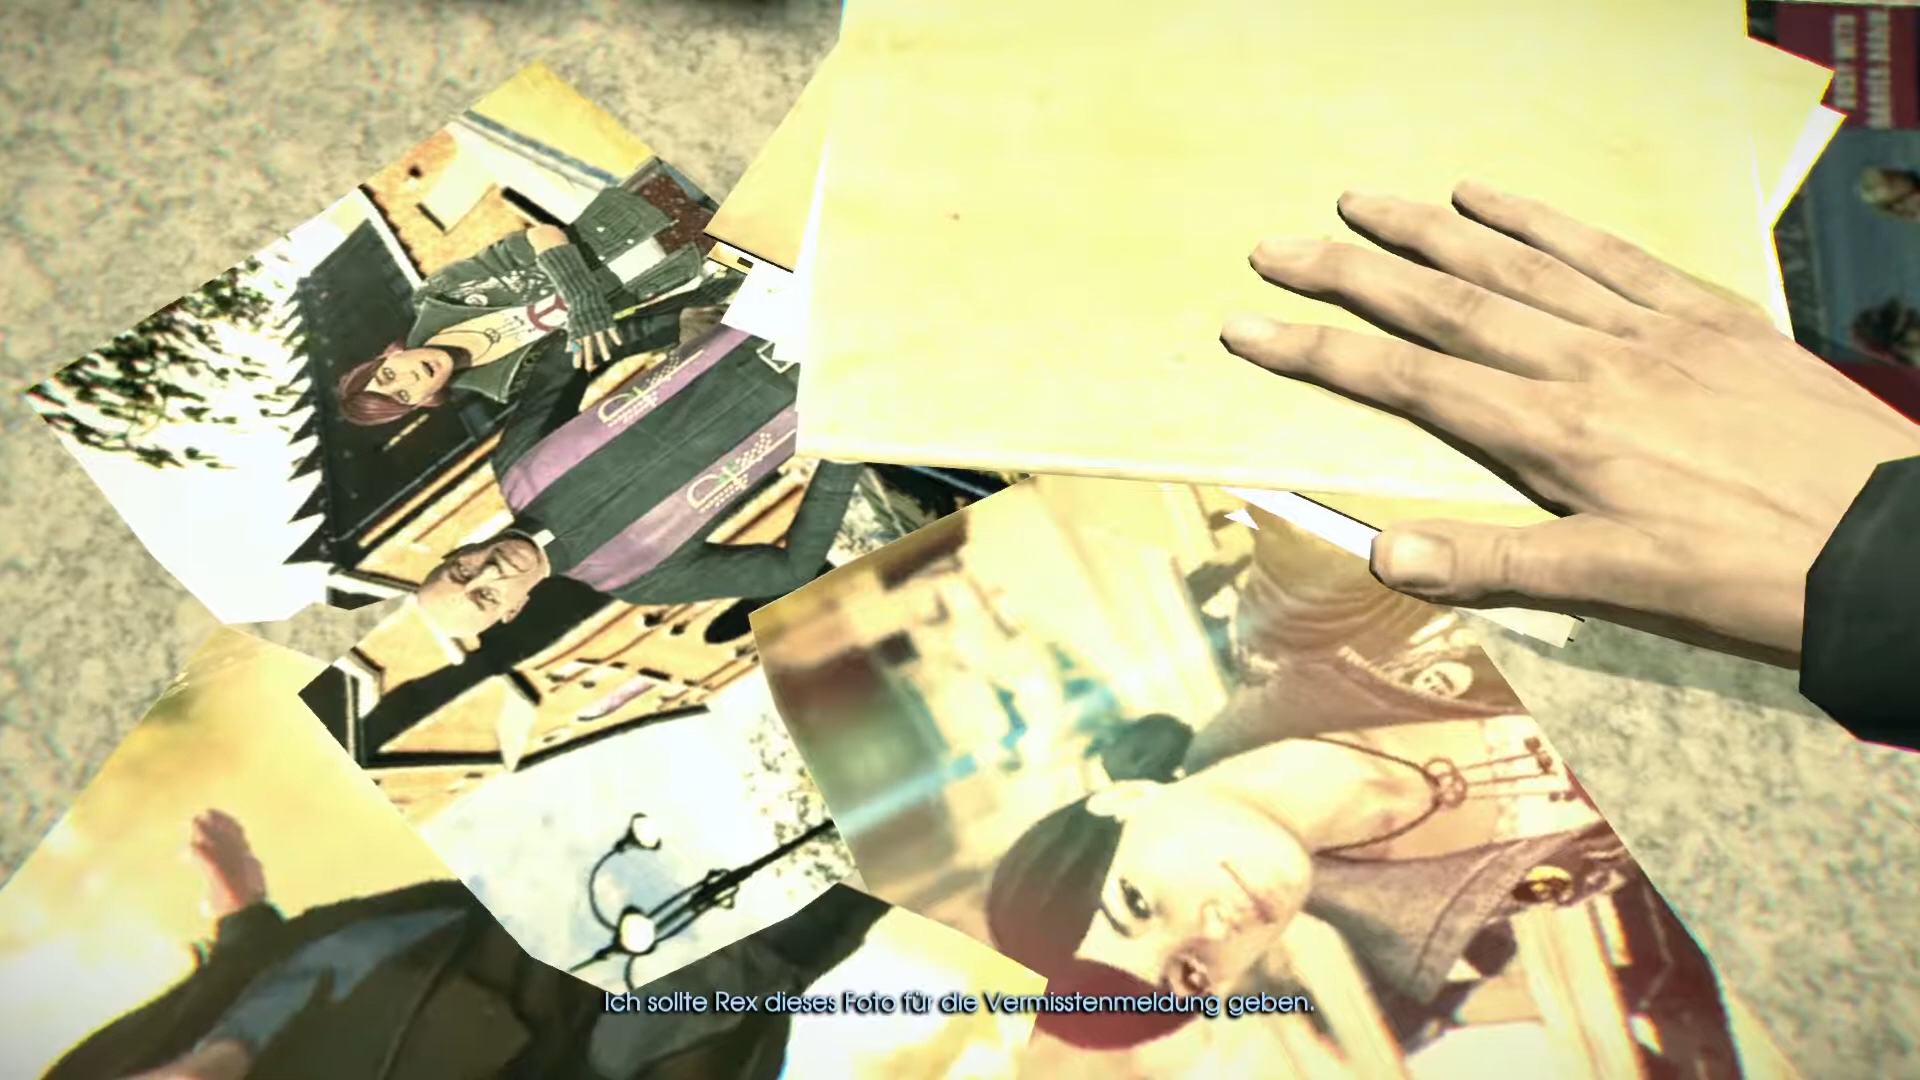 Ich sollte Rex dieses Foto für die Vermisstenmeldung geben.